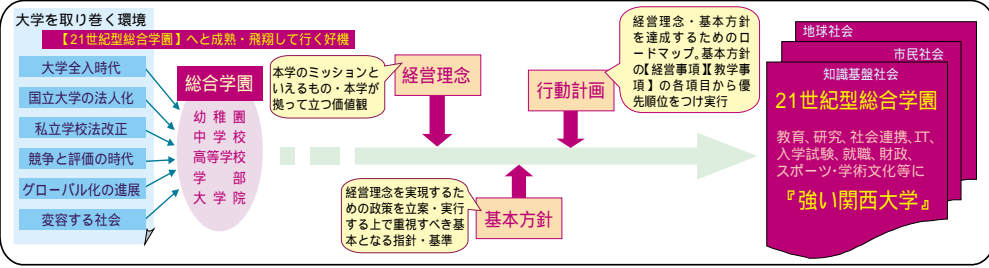 大学を取り巻く環境
【21世紀型総合学園】へと成熟・飛翔して行く好機
大学全入時代
国立大学の法人化
私立学校法改正
競争と評価の時代
グローバル化の進展
変容する社会
総合学園
幼稚園
中学校
高等学校
学部
大学院
本学のミッションと
いえるもの・本学が
拠って立つ価値観
経営理念
経営理念を実現するた
めの政策を立案・実行
する上で重視すべき基
本となる指針・基準
基本方針
行動計画
経営理念・基本方針
を達成するためのロ
ードマップ。基本方針
の【経営事項】【教学事
項】の各項目から優
先順位をつけ実行
地球社会
市民社会
知識基盤社会
21世紀型総合学園
教育、研究、社会連携、IT、
入学試験、就職、財政、
スポーツ・学術文化等に
『強い関西大学』